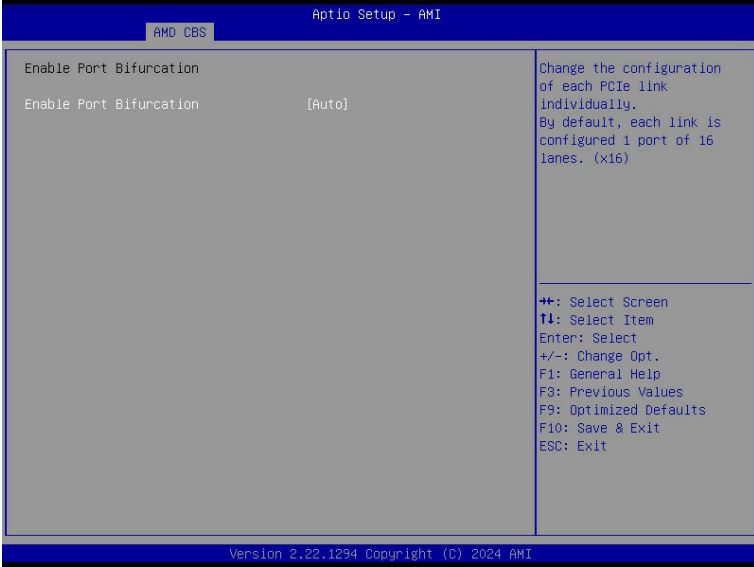 Aptio Setup - AMI
AMD CBS
Enable Port Bifurcation
Enable Port Bifurcation [Auto]
Change the configuration
of each PCIe link
individually.
By default, each link is
configured 1 port of 16
lanes. (x16)
→←: Select Screen
↑↓: Select Item
Enter: Select
+/-: Change Opt.
F1: General Help
F3: Previous Values
F9: Optimized Defaults
F10: Save & Exit
ESC: Exit
Version 2.22.1294 Copyright (C) 2024 AMI